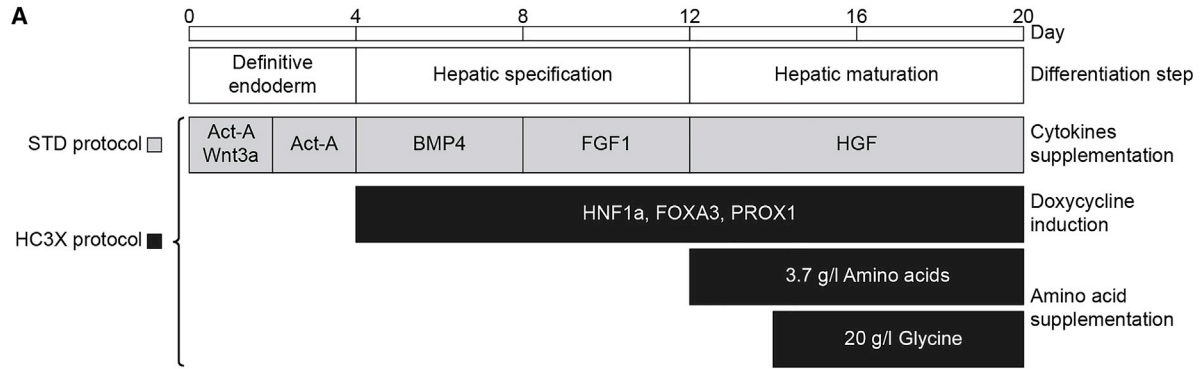 A
0 4 8 12 16 20
Day
Definitive
endoderm
Hepatic specification
Hepatic maturation
Differentiation step
STD protocol
Act-A
Wnt3a
Act-A
BMP4
FGF1
HGF
Cytokines
supplementation
HNF1a, FOXA3, PROX1
Doxycycline
induction
HC3X protocol
3.7 g/l Amino acids
20 g/l Glycine
Amino acid
supplementation